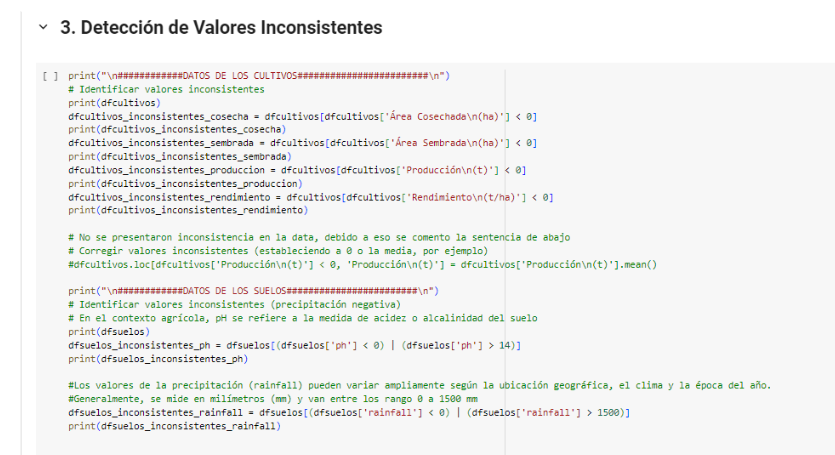 3. Detección de Valores Inconsistentes
[ ] print("\n############DATOS DE LOS CULTIVOS########################\n")
# Identificar valores inconsistentes
print(dfcultivos)
dfcultivos_inconsistentes_cosecha = dfcultivos[dfcultivos['Área Cosechada\n(ha)'] < 0]
print(dfcultivos_inconsistentes_cosecha)
dfcultivos_inconsistentes_sembrada = dfcultivos[dfcultivos['Área Sembrada\n(ha)'] < 0]
print(dfcultivos_inconsistentes_sembrada)
dfcultivos_inconsistentes_produccion = dfcultivos[dfcultivos['Producción\n(t)'] < 0]
print(dfcultivos_inconsistentes_produccion)
dfcultivos_inconsistentes_rendimiento = dfcultivos[dfcultivos['Rendimiento\n(t/ha)'] < 0]
print(dfcultivos_inconsistentes_rendimiento)
# No se presentaron inconsistencia en la data, debido a eso se comento la sentencia de abajo
# Corregir valores inconsistentes (estableciendo a 0 o la media, por ejemplo)
#dfcultivos.loc[dfcultivos['Producción\n(t)'] < 0, 'Producción\n(t)'] = dfcultivos['Producción\n(t)'].mean()
print("\n############DATOS DE LOS SUELOS########################\n")
# Identificar valores inconsistentes (precipitación negativa)
# En el contexto agrícola, pH se refiere a la medida de acidez o alcalinidad del suelo
print(dfsuelos)
dfsuelos_inconsistentes_ph = dfsuelos[(dfsuelos['ph'] < 0) | (dfsuelos['ph'] > 14)]
print(dfsuelos_inconsistentes_ph)
#Los valores de la precipitación (rainfall) pueden variar ampliamente según la ubicación geográfica, el clima y la época del año.
#Generalmente, se mide en milímetros (mm) y van entre los rango 0 a 1500 mm
dfsuelos_inconsistentes_rainfall = dfsuelos[(dfsuelos['rainfall'] < 0) | (dfsuelos['rainfall'] > 1500)]
print(dfsuelos_inconsistentes_rainfall)